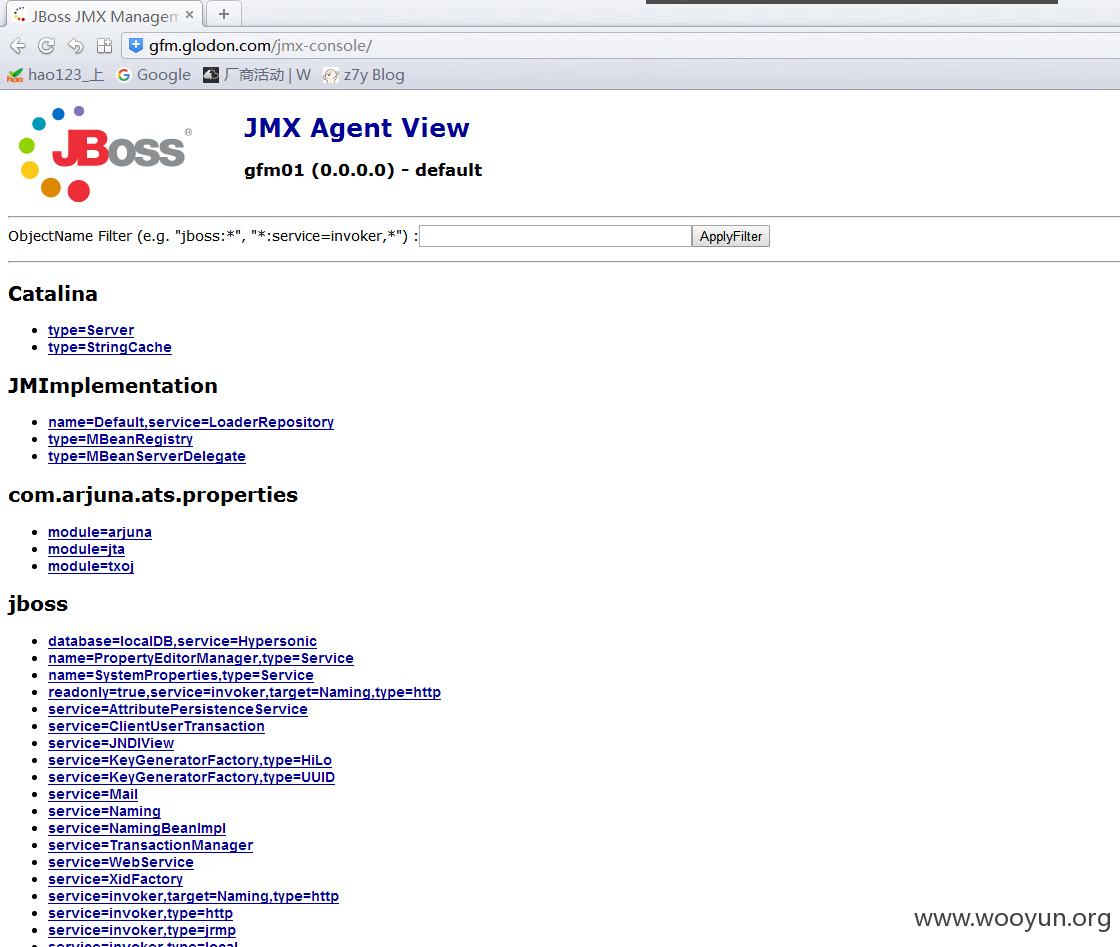 JBoss JMX Managem
gfm.glodon.com/jmx-console/
hao123_上 Google 厂商活动 | W z7y Blog
JBoss®
JMX Agent View
gfm01 (0.0.0.0) - default
ObjectName Filter (e.g. "jboss:*", "*:service=invoker,*") : ApplyFilter
Catalina
type=Server
type=StringCache
JMImplementation
name=Default,service=LoaderRepository
type=MBeanRegistry
type=MBeanServerDelegate
com.arjuna.ats.properties
module=arjuna
module=jta
module=txoj
jboss
database=localDB,service=Hypersonic
name=PropertyEditorManager,type=Service
name=SystemProperties,type=Service
readonly=true,service=invoker,target=Naming,type=http
service=AttributePersistenceService
service=ClientUserTransaction
service=JNDIView
service=KeyGeneratorFactory,type=HiLo
service=KeyGeneratorFactory,type=UUID
service=Mail
service=Naming
service=NamingBeanImpl
service=TransactionManager
service=WebService
service=XidFactory
service=invoker,target=Naming,type=http
service=invoker,type=http
service=invoker,type=jrmp
service=invoker,type=local
www.wooyun.org